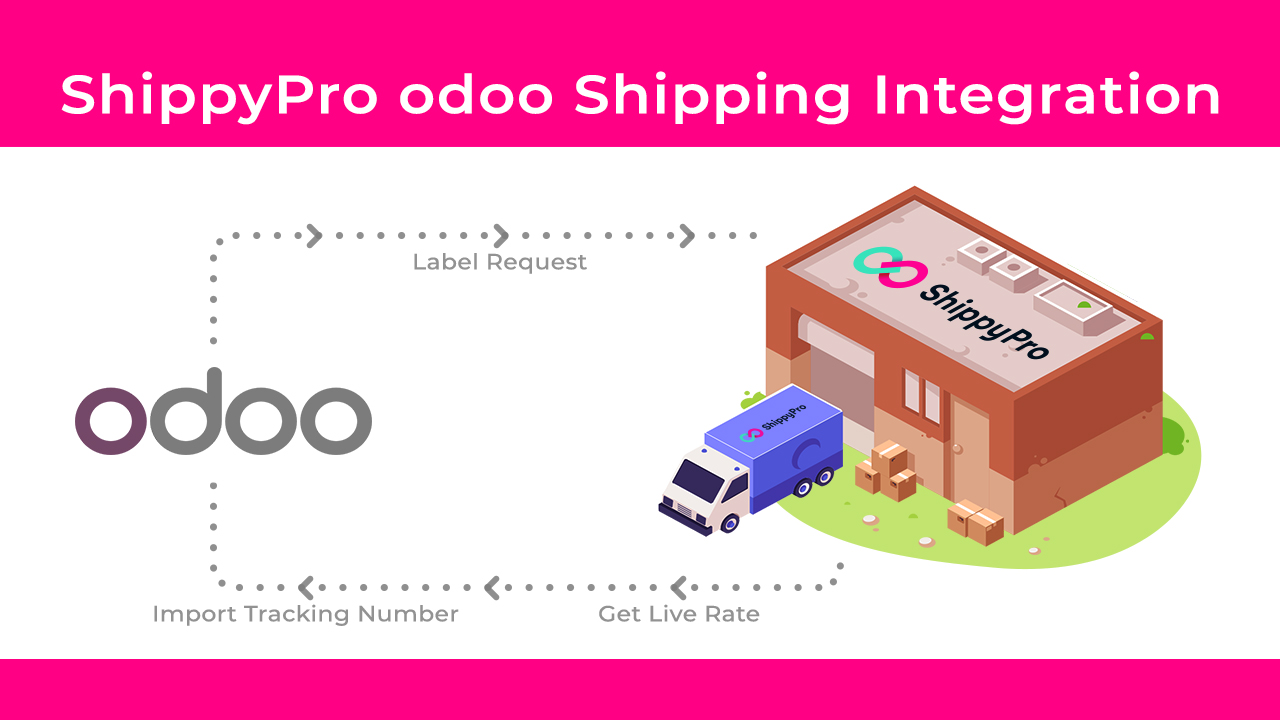 ShippyPro odoo Shipping Integration
Label Request
ShippyPro
odoo
ShippyPro
Import Tracking Number
Get Live Rate